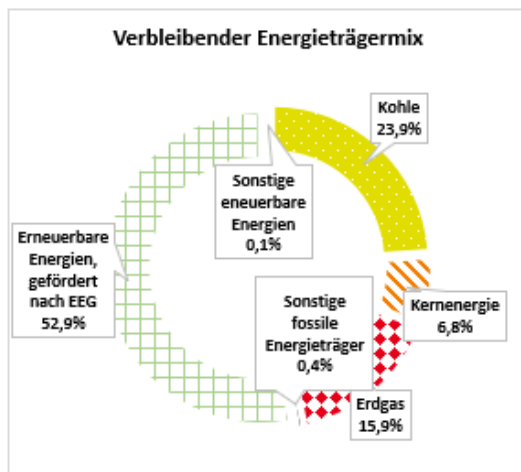 Verbleibender Energieträgermix
Kohle
23,9%
Sonstige
eneuerbare
Energien
0,1%
Erneuerbare
Energien,
gefördert
nach EEG
52,9%
Sonstige
fossile
Energieträger
0,4%
Kernenergie
6,8%
Erdgas
15,9%